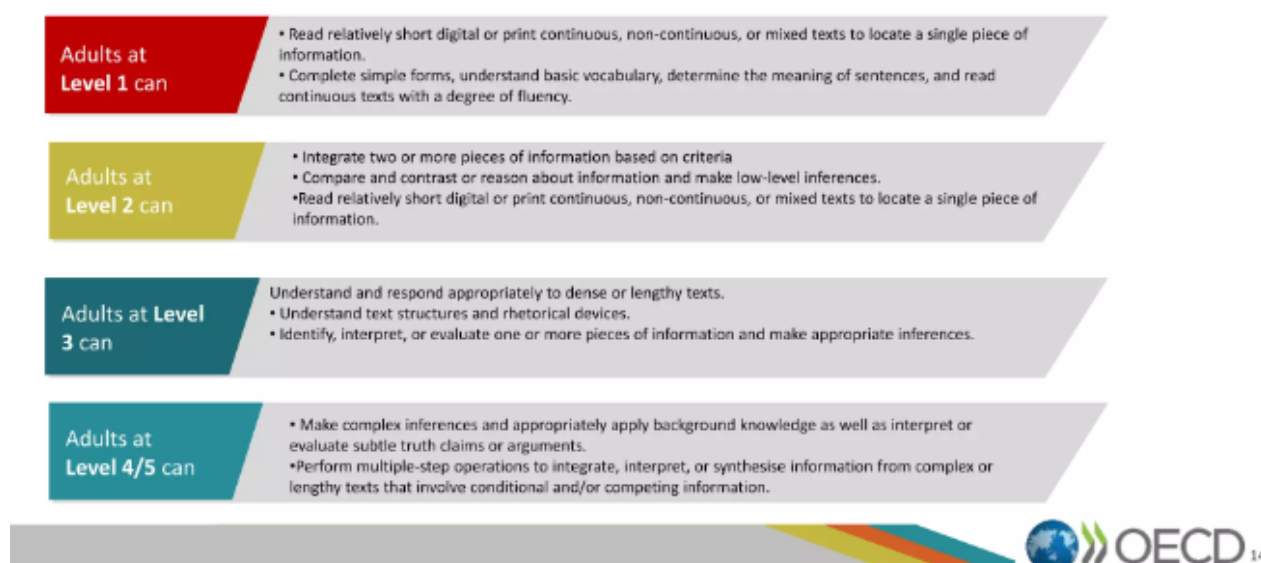 Adults at
Level 1 can
• Read relatively short digital or print continuous, non-continuous, or mixed texts to locate a single piece of
information.
• Complete simple forms, understand basic vocabulary, determine the meaning of sentences, and read
continuous texts with a degree of fluency.
Adults at
Level 2 can
• Integrate two or more pieces of information based on criteria
• Compare and contrast or reason about information and make low-level inferences.
•Read relatively short digital or print continuous, non-continuous, or mixed texts to locate a single piece of
information.
Adults at Level
3 can
Understand and respond appropriately to dense or lengthy texts.
• Understand text structures and rhetorical devices.
• Identify, interpret, or evaluate one or more pieces of information and make appropriate inferences.
Adults at
Level 4/5 can
• Make complex inferences and appropriately apply background knowledge as well as interpret or
evaluate subtle truth claims or arguments.
•Perform multiple-step operations to integrate, interpret, or synthesise information from complex or
lengthy texts that involve conditional and/or competing information.
OECD
14